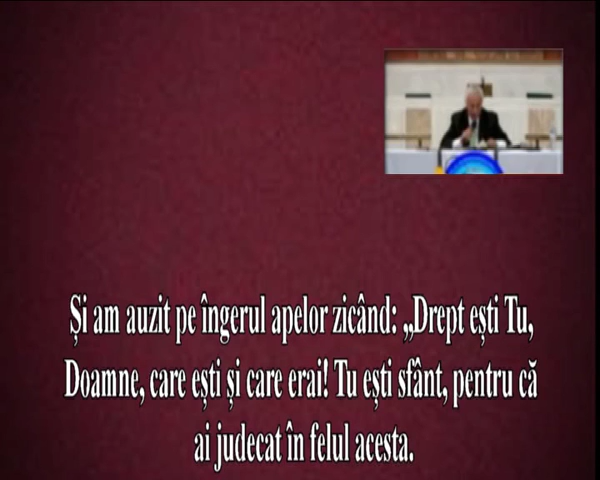 Și am auzit pe îngerul apelor zicând: „Drept ești Tu,
Doamne, care ești și care erai! Tu ești sfânt, pentru că
ai judecat în felul acesta.